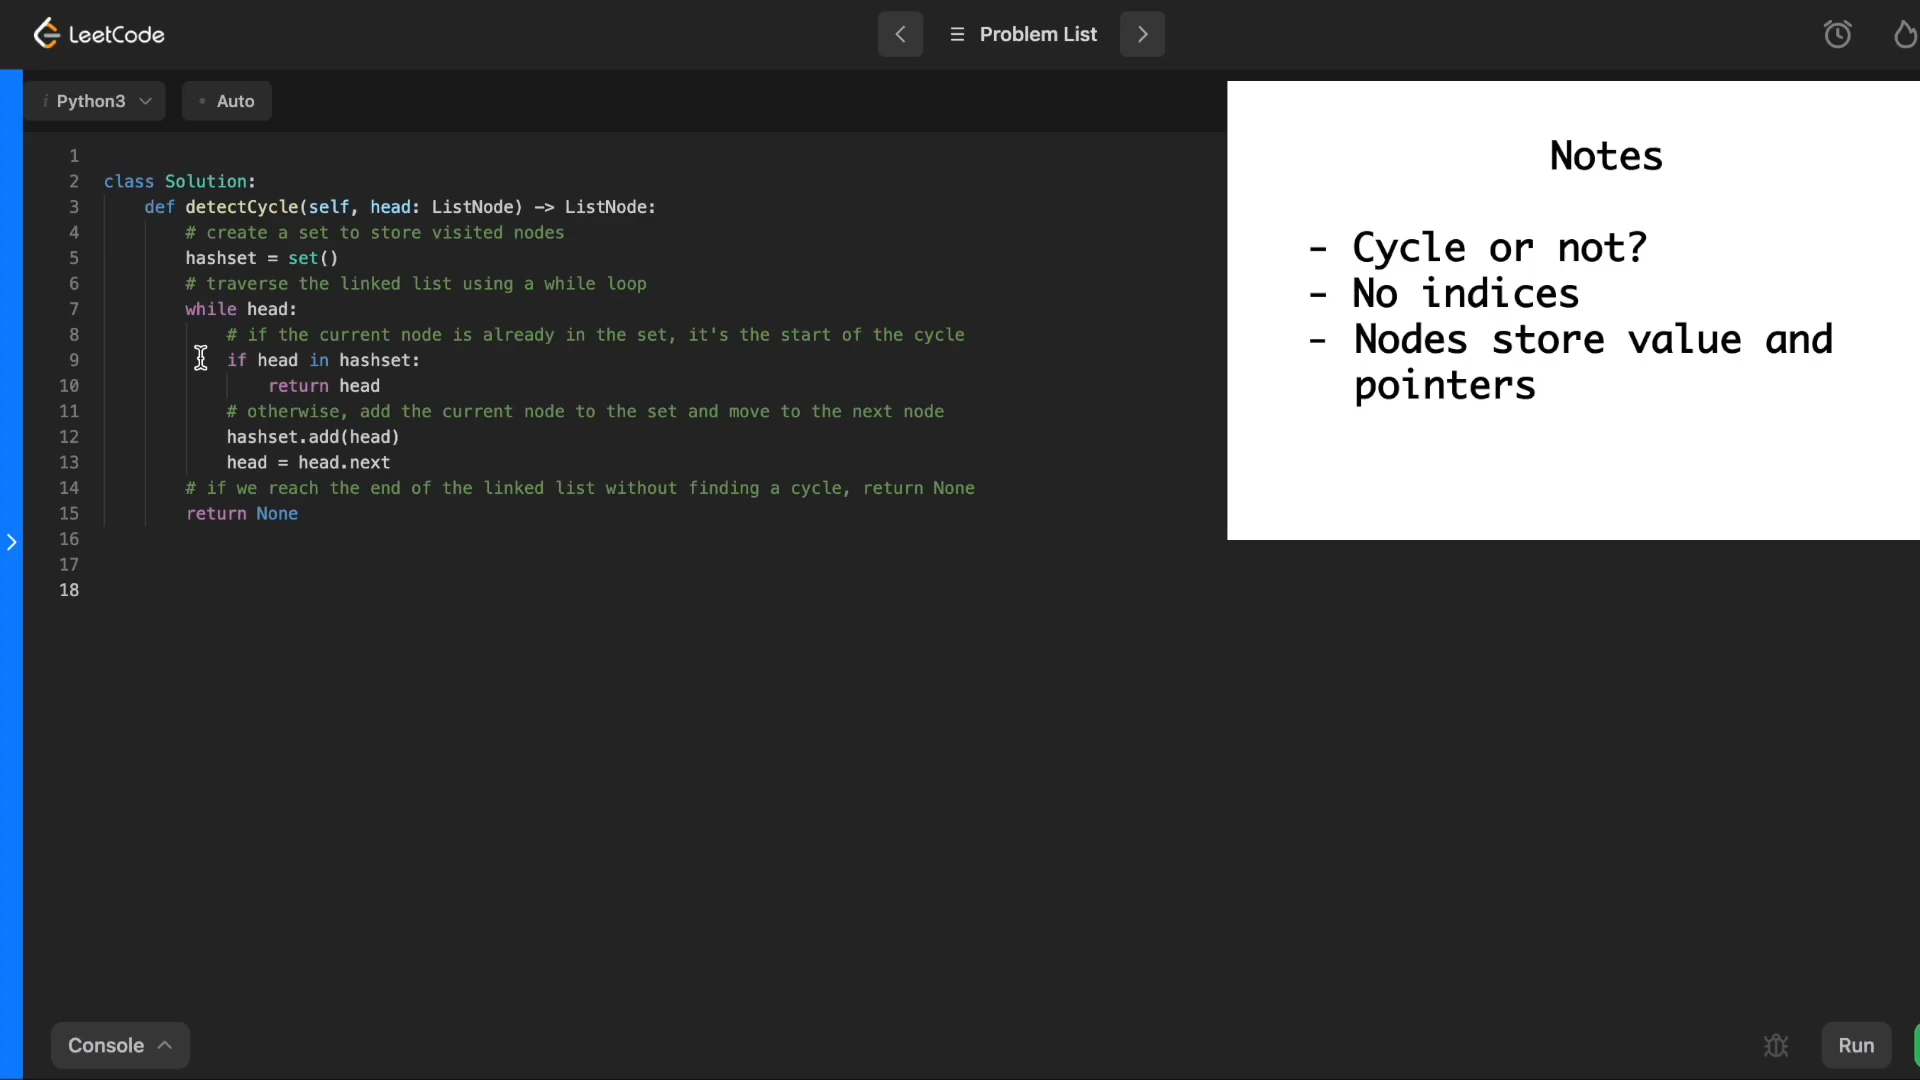 LeetCode
Problem List
i Python3
Auto
1
2 class Solution:
3 def detectCycle(self, head: ListNode) -> ListNode:
4 # create a set to store visited nodes
5 hashset = set()
6 # traverse the linked list using a while loop
7 while head:
8 # if the current node is already in the set, it's the start of the cycle
9 if head in hashset:
10 return head
11 # otherwise, add the current node to the set and move to the next node
12 hashset.add(head)
13 head = head.next
14 # if we reach the end of the linked list without finding a cycle, return None
15 return None
16
17
18
Notes
- Cycle or not?
- No indices
- Nodes store value and
pointers
Console
Run